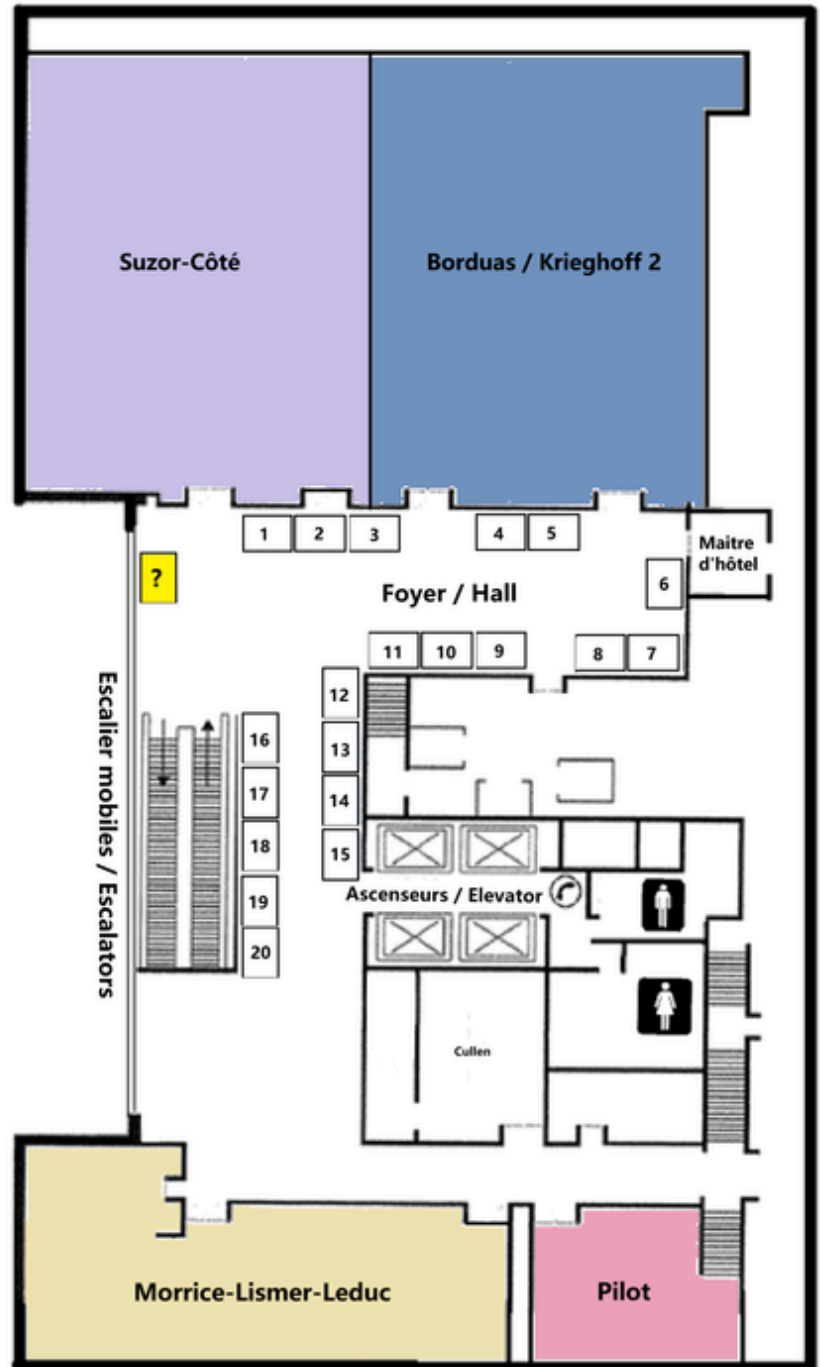 Suzor-Côté
Borduas / Krieghoff 2
1
2
3
4
5
Maitre
d'hôtel
?
6
Foyer / Hall
11
10
9
8
7
12
Escalier mobiles / Escalators
16
13
17
14
18
15
Ascenseurs / Elevator
19
20
Cullen
Morrice-Lismer-Leduc
Pilot